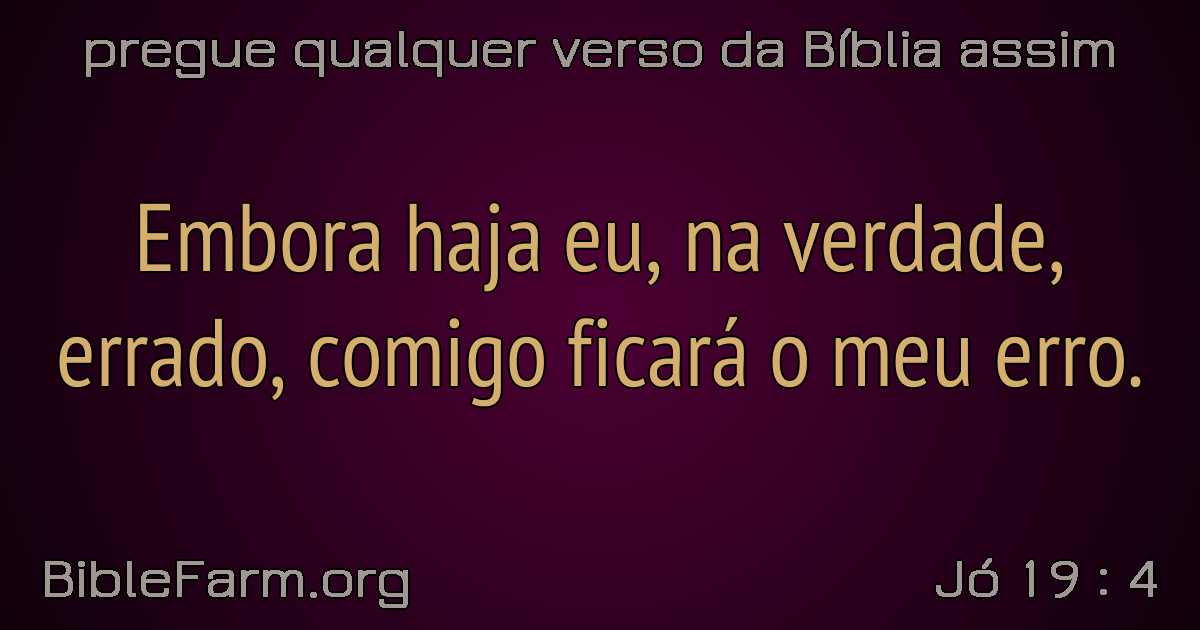 pregue qualquer verso da Bíblia assim
Embora haja eu, na verdade,
errado, comigo ficará o meu erro.
BibleFarm.org
Jó 19 : 4